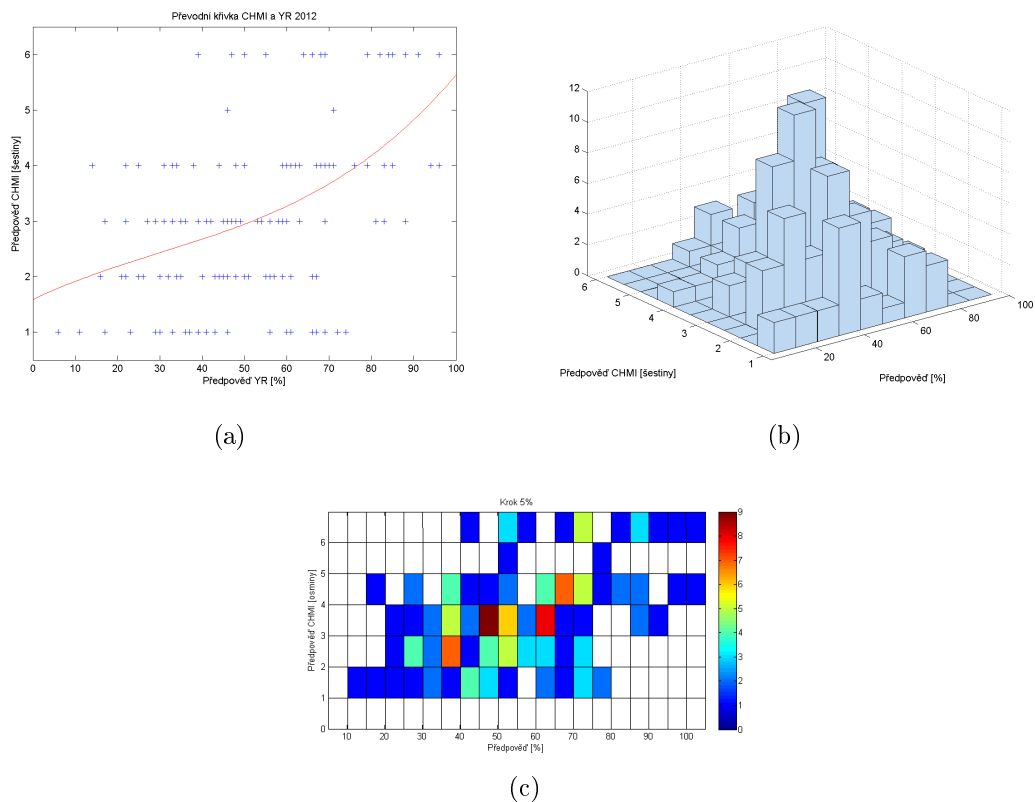 Převodní křivka CHMI a YR 2012
6
5
4
3
2
1
Předpověď CHMI [šestiny]
0 10 20 30 40 50 60 70 80 90 100
Předpověď YR [%]
(a)
12
10
8
6
4
2
0
6 5 4 3 2 1
20 40 60 80 100
Předpověď CHMI [šestiny]
Předpověď [%]
(b)
Krok 5%
6
5
4
3
2
1
0
Předpověď CHMI [osminy]
10 20 30 40 50 60 70 80 90 100
Předpověď [%]
9
8
7
6
5
4
3
2
1
0
(c)